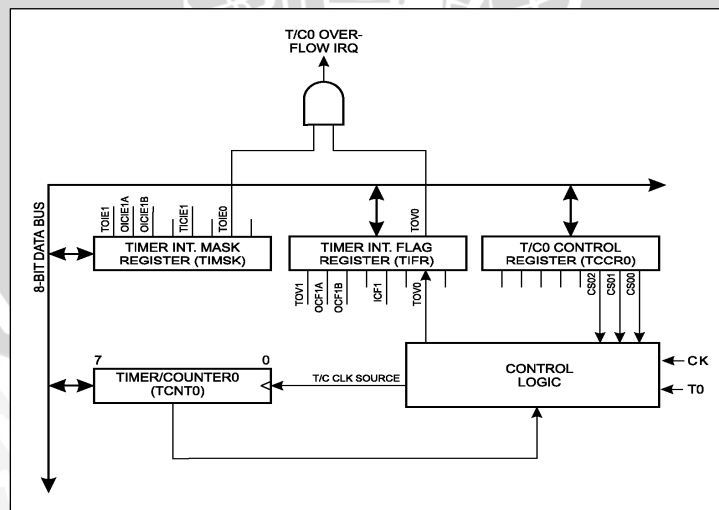 T/C0 OVER-
FLOW IRQ
8-BIT DATA BUS
TOIE1
OICIE1A
OICIE1B
TICIE1
TOIE0
TOV0
TIMER INT. MASK
REGISTER (TIMSK)
TIMER INT. FLAG
REGISTER (TIFR)
T/C0 CONTROL
REGISTER (TCCR0)
TOV1
OCF1A
OCF1B
ICF1
TOV0
CS02
CS01
CS00
7
0
TIMER/COUNTER0
(TCNT0)
T/C CLK SOURCE
CONTROL
LOGIC
CK
T0